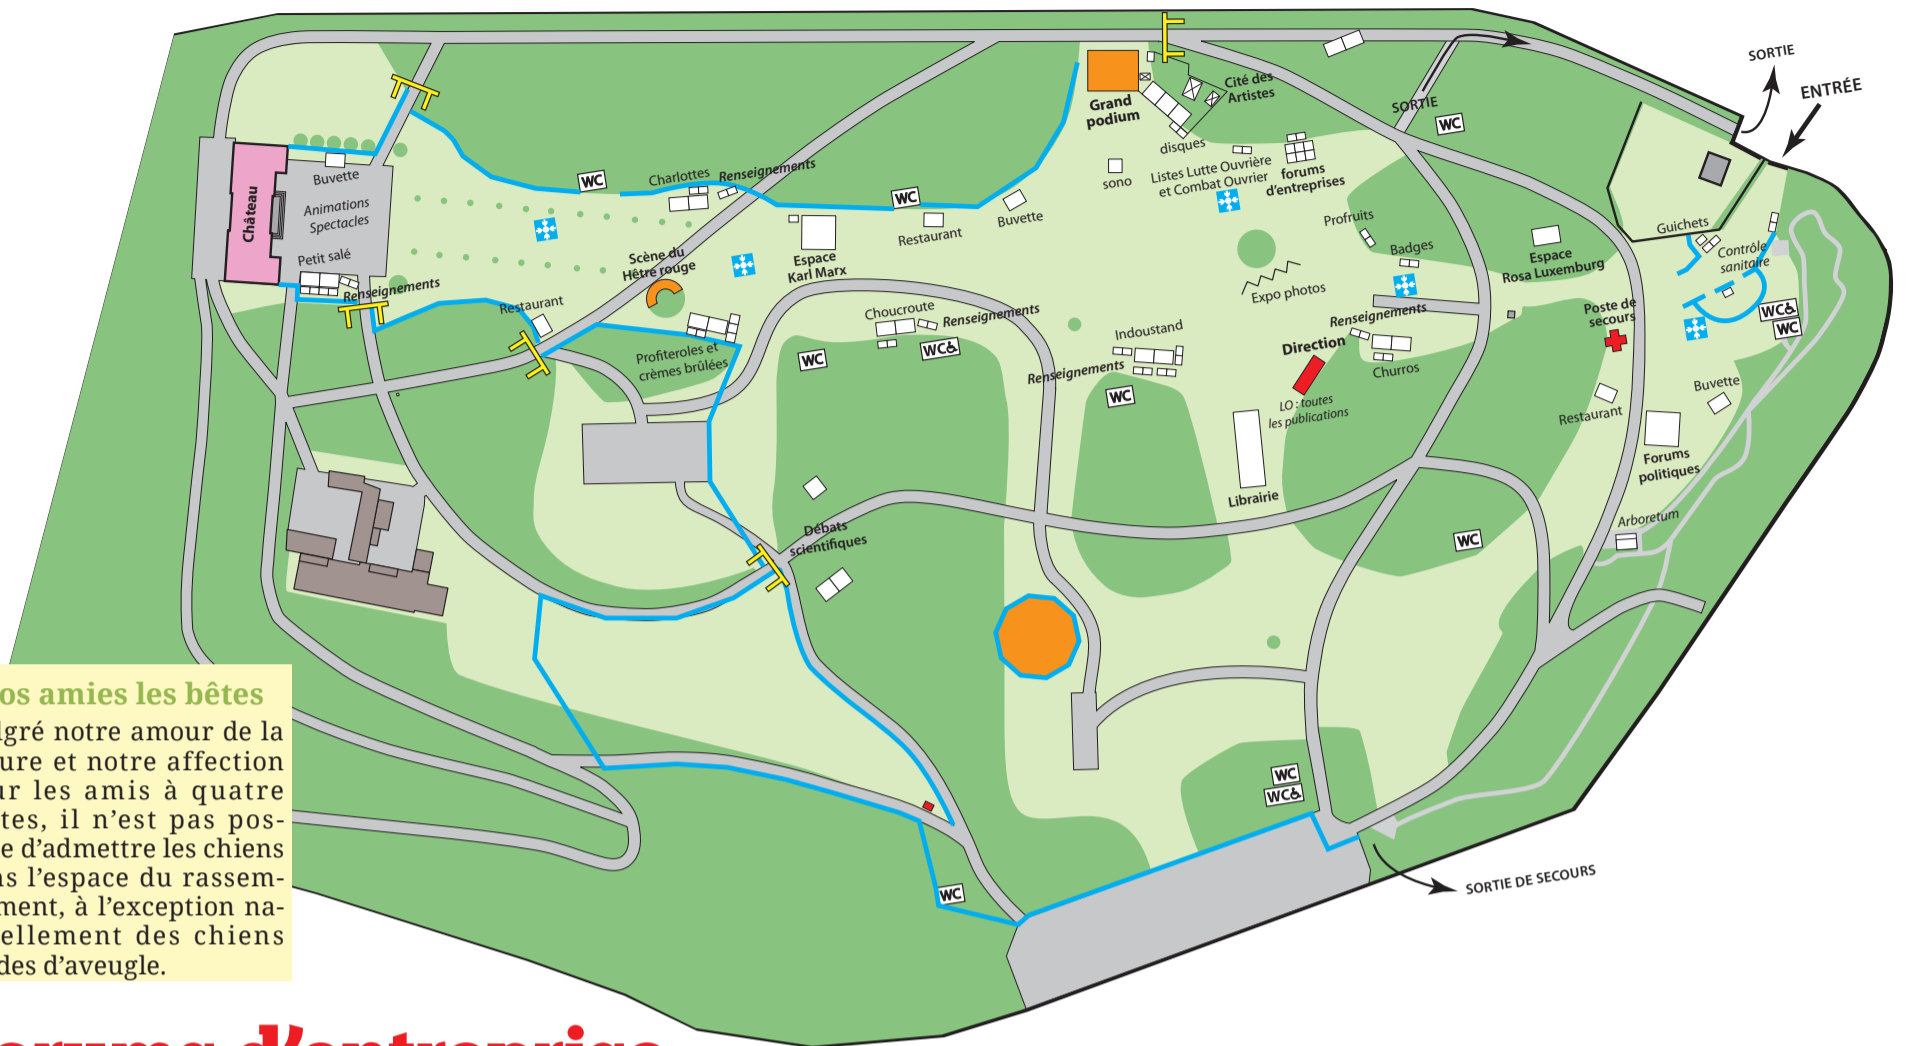 SORTIE
ENTRÉE
SORTIE
WC
Grand
podium
Cité des
Artistes
disques
sono
Listes Lutte Ouvrière
et Combat Ouvrier
forums
d'entreprises
Château
Buvette
Animations
Spectacles
Petit salé
Renseignements
WC
Charlottes
Renseignements
WC
Restaurant
Buvette
Scène du
Hêtre rouge
Espace
Karl Marx
Restaurant
Profiteroles et
crèmes brûlées
WC
Choucroute
Renseignements
WC
Profruits
Badges
Expo photos
Espace
Rosa Luxemburg
Guichets
Contrôle
sanitaire
WC
WC
Poste de
secours
Renseignements
Churros
Direction
LO : toutes
les publications
Indoustand
Renseignements
WC
Librairie
Restaurant
Buvette
Forums
politiques
Arboretum
WC
Débats
scientifiques
WC
WC
WC
SORTIE DE SECOURS
os amies les bêtes
lgré notre amour de la
ure et notre affection
ur les amis à quatre
tes, il n'est pas pos-
e d'admettre les chiens
ns l'espace du rassem-
ment, à l'exception na-
ellement des chiens
des d'aveugle.
orums d'entreprise